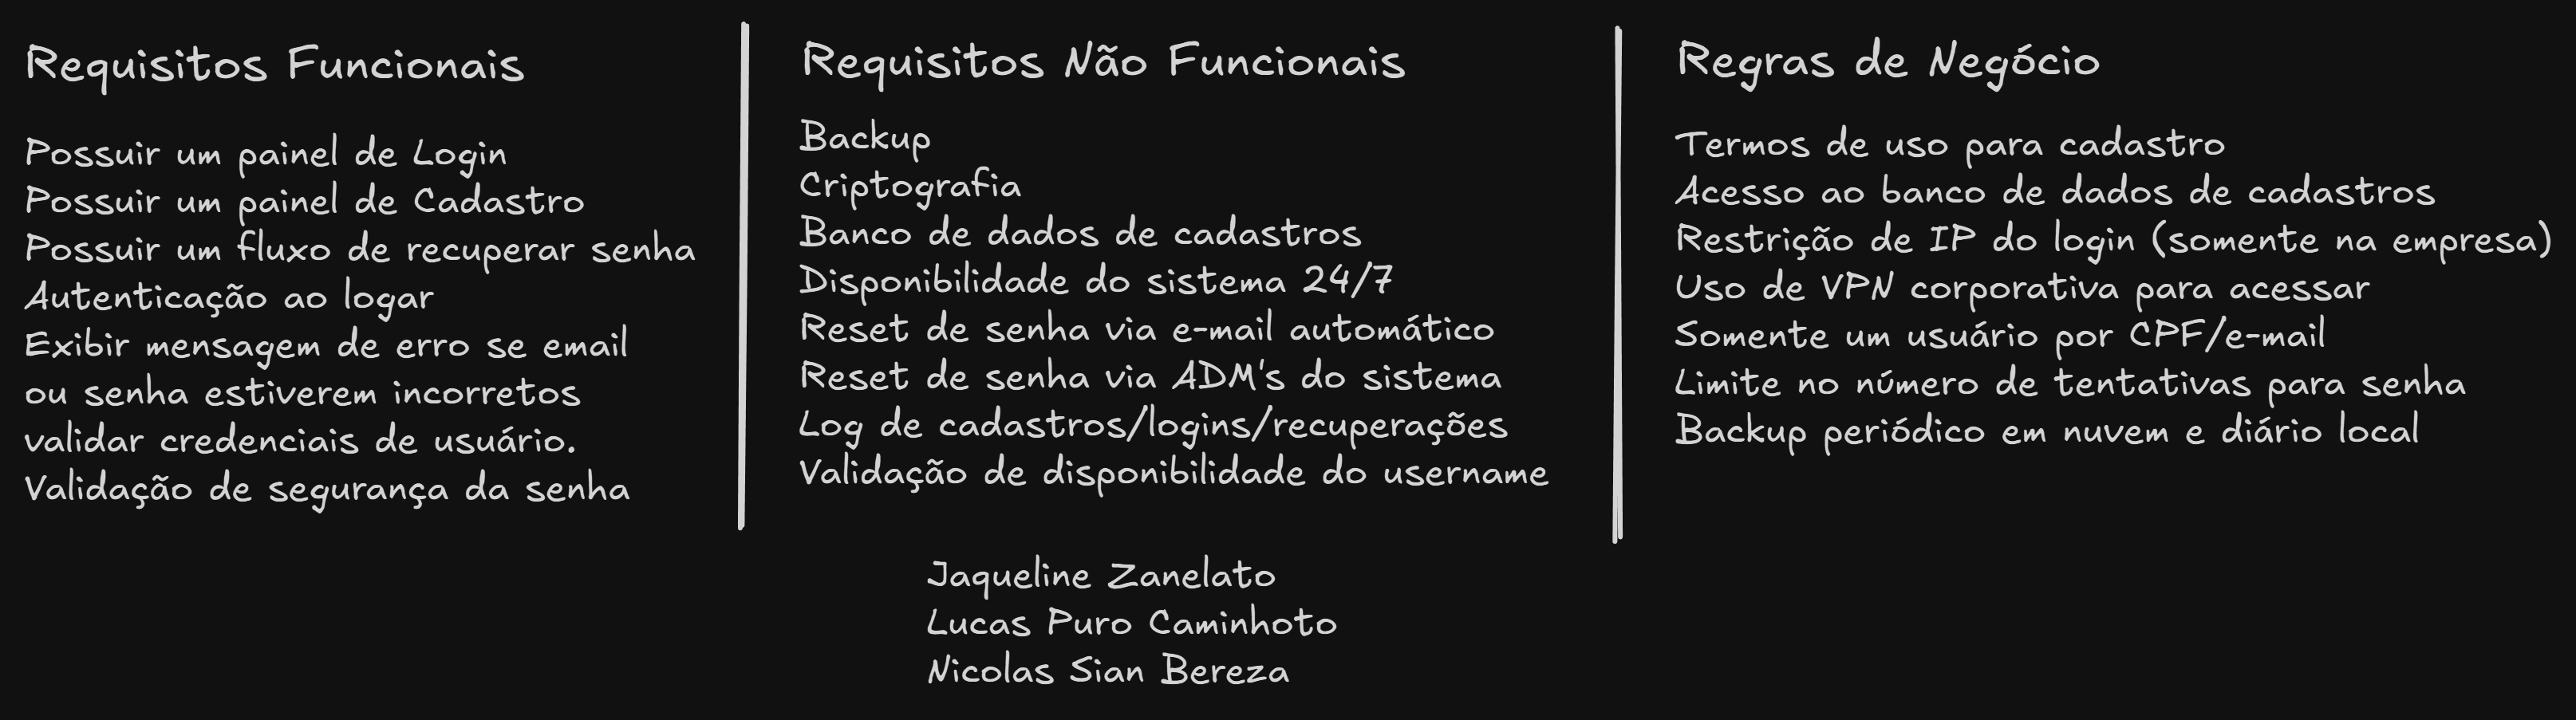 Requisitos Funcionais
Possuir um painel de Login
Possuir um painel de Cadastro
Possuir um fluxo de recuperar senha
Autenticação ao logar
Exibir mensagem de erro se email
ou senha estiverem incorretos
validar credenciais de usuário.
Validação de segurança da senha
Requisitos Não Funcionais
Backup
Criptografia
Banco de dados de cadastros
Disponibilidade do sistema 24/7
Reset de senha via e-mail automático
Reset de senha via ADM's do sistema
Log de cadastros/logins/recuperações
Validação de disponibilidade do username
Regras de Negócio
Termos de uso para cadastro
Acesso ao banco de dados de cadastros
Restrição de IP do login (somente na empresa)
Uso de VPN corporativa para acessar
Somente um usuário por CPF/e-mail
Limite no número de tentativas para senha
Backup periódico em nuvem e diário local
Jaqueline Zanelato
Lucas Puro Caminhoto
Nicolas Sian Bereza